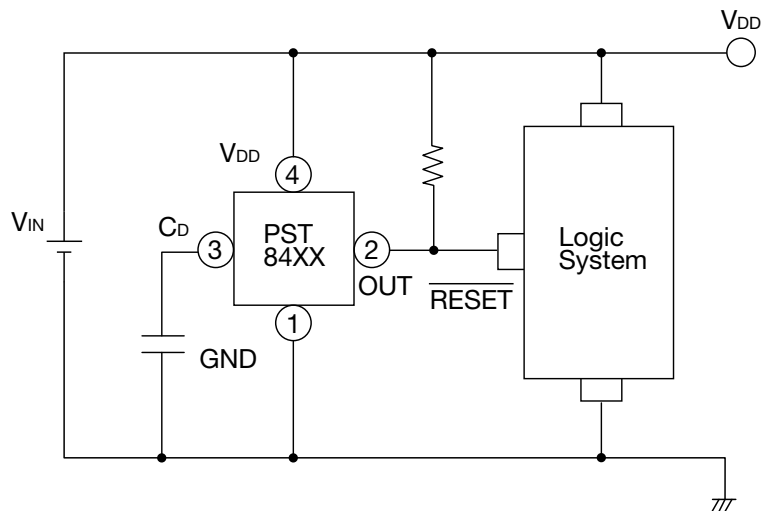 VDD
VDD
4
VIN
CD
3
PST
84XX
2
OUT
RESET
Logic
System
1
GND